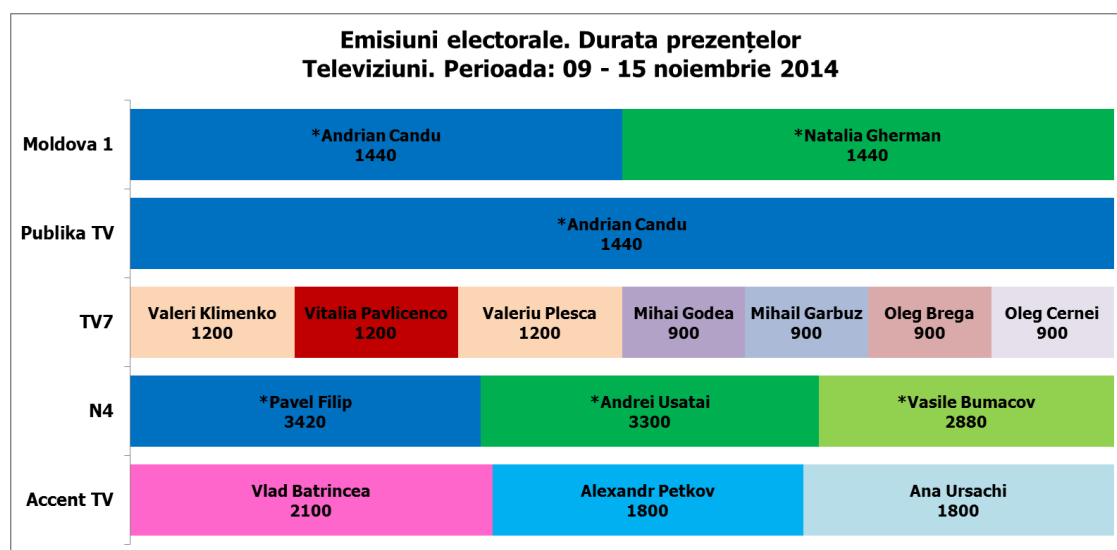 Emisiuni electorale. Durata prezențelor
Televiziuni. Perioada: 09 - 15 noiembrie 2014
Moldova 1
*Andrian Candu
1440
*Natalia Gherman
1440
Publika TV
*Andrian Candu
1440
TV7
Valeri Klimenko
1200
Vitalia Pavlicenco
1200
Valeriu Plesca
1200
Mihai Godea
900
Mihail Garbuz
900
Oleg Brega
900
Oleg Cernei
900
N4
*Pavel Filip
3420
*Andrei Usatai
3300
*Vasile Bumacov
2880
Accent TV
Vlad Batrincea
2100
Alexandr Petkov
1800
Ana Ursachi
1800